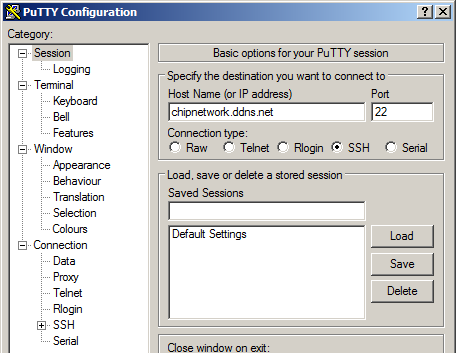 PuTTY Configuration
Category:
Session
Logging
Terminal
Keyboard
Bell
Features
Window
Appearance
Behaviour
Translation
Selection
Colours
Connection
Data
Proxy
Telnet
Rlogin
SSH
Serial
Basic options for your PuTTY session
Specify the destination you want to connect to
Host Name (or IP address) Port
chipnetwork.ddns.net 22
Connection type:
Raw Telnet Rlogin SSH Serial
Load, save or delete a stored session
Saved Sessions
Default Settings
Load
Save
Delete
Close window on exit: